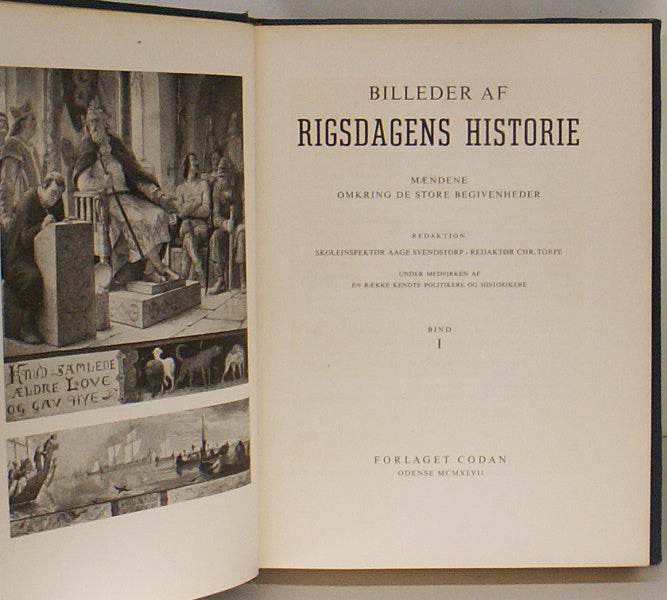 KNUD SAMLEDE
ÆLDRE LOVE
OG GAV NYE
BILLEDER AF
RIGSDAGENS HISTORIE
MÆNDENE
OMKRING DE STORE BEGIVENHEDER
REDAKTION
SKOLEINSPEKTØR AAGE SVENDSTORP - REDAKTØR CHR. TORPE
UNDER MEDVIRKEN AF
EN RÆKKE KENDTE POLITIKERE OG HISTORIKERE
BIND
I
FORLAGET CODAN
ODENSE MCMXLVII